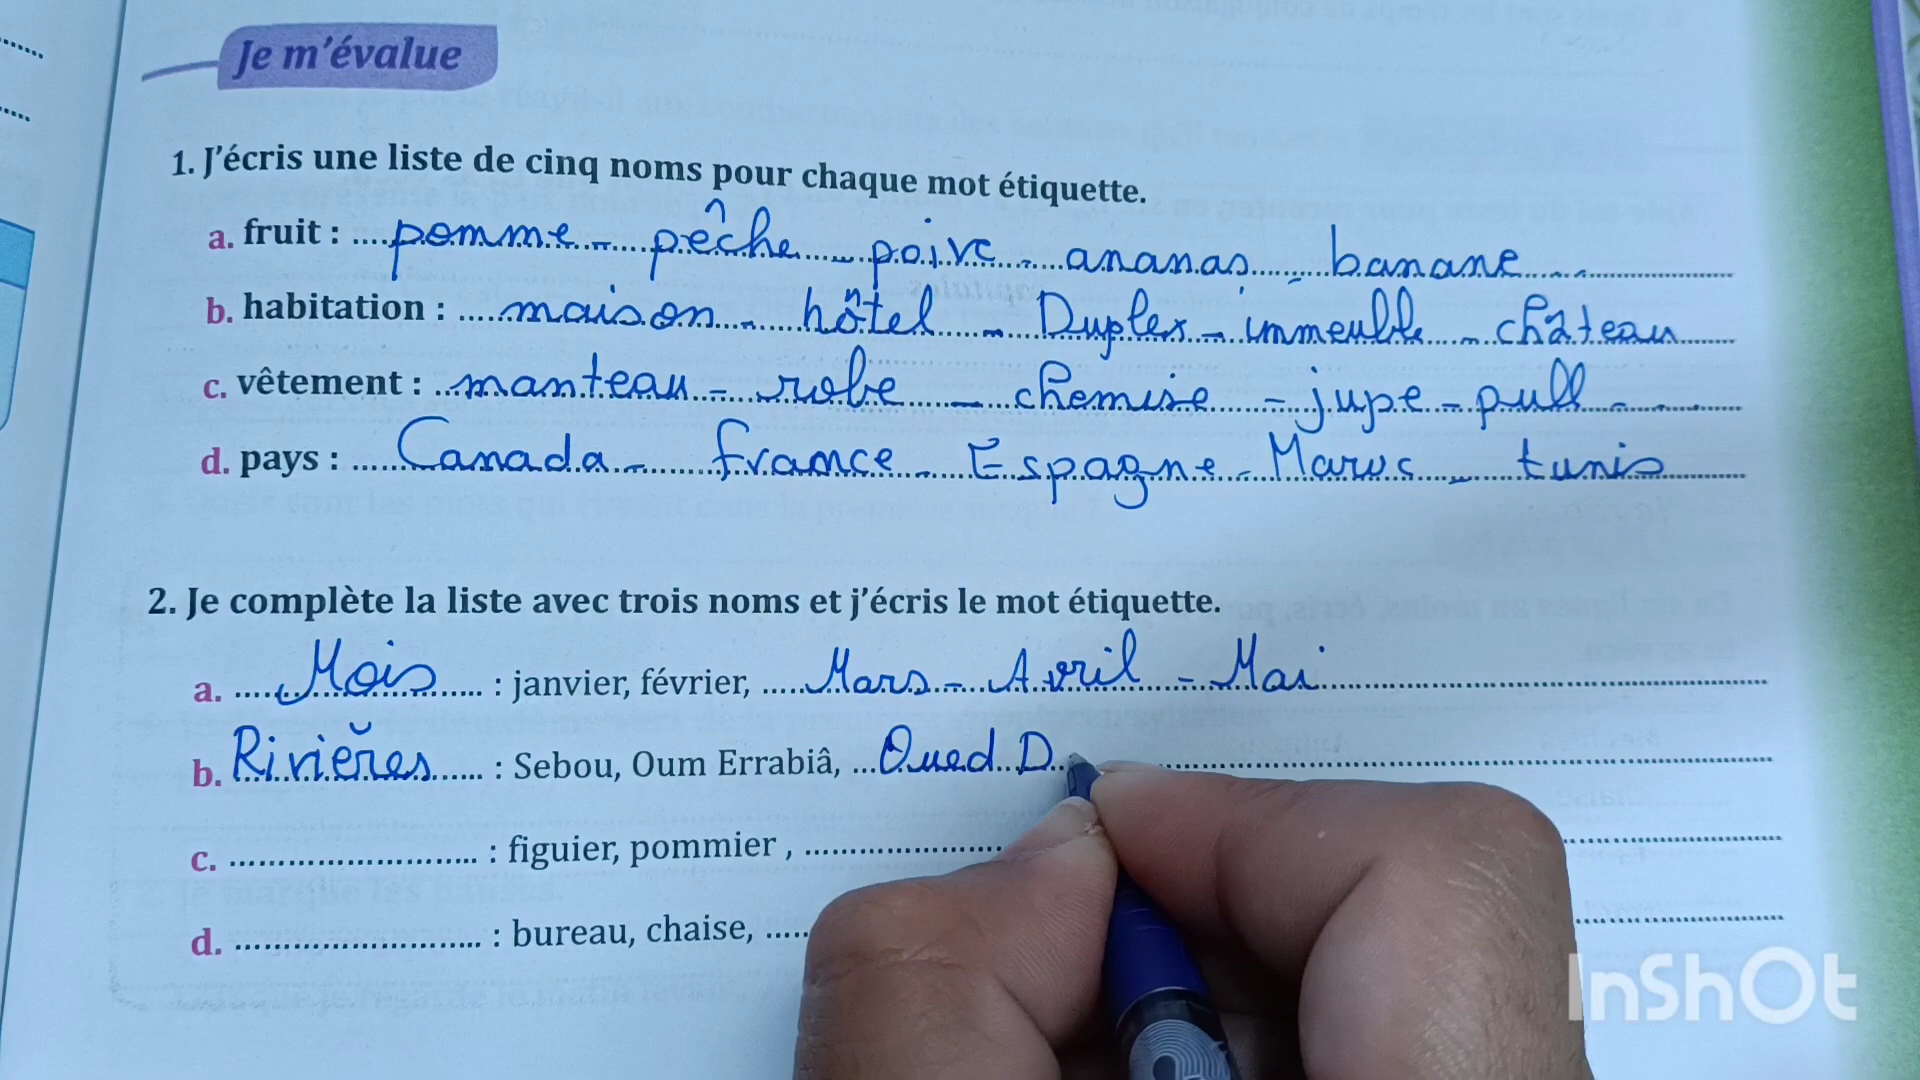 Je m'évalue
1. J'écris une liste de cinq noms pour chaque mot étiquette.
a. fruit : pomme - pêche - poire - ananas - banane
b. habitation : maison - hôtel - Duplex - immeuble - château
c. vêtement : manteau - robe - chemise - jupe - pull -
d. pays : Canada - france - Espagne - Maroc - tunis
2. Je complète la liste avec trois noms et j'écris le mot étiquette.
a. Mois : janvier, février, Mars - Avril - Mai
b. Rivières : Sebou, Oum Errabiâ, Oued D
c. : figuier, pommier ,
d. : bureau, chaise,
InShOt